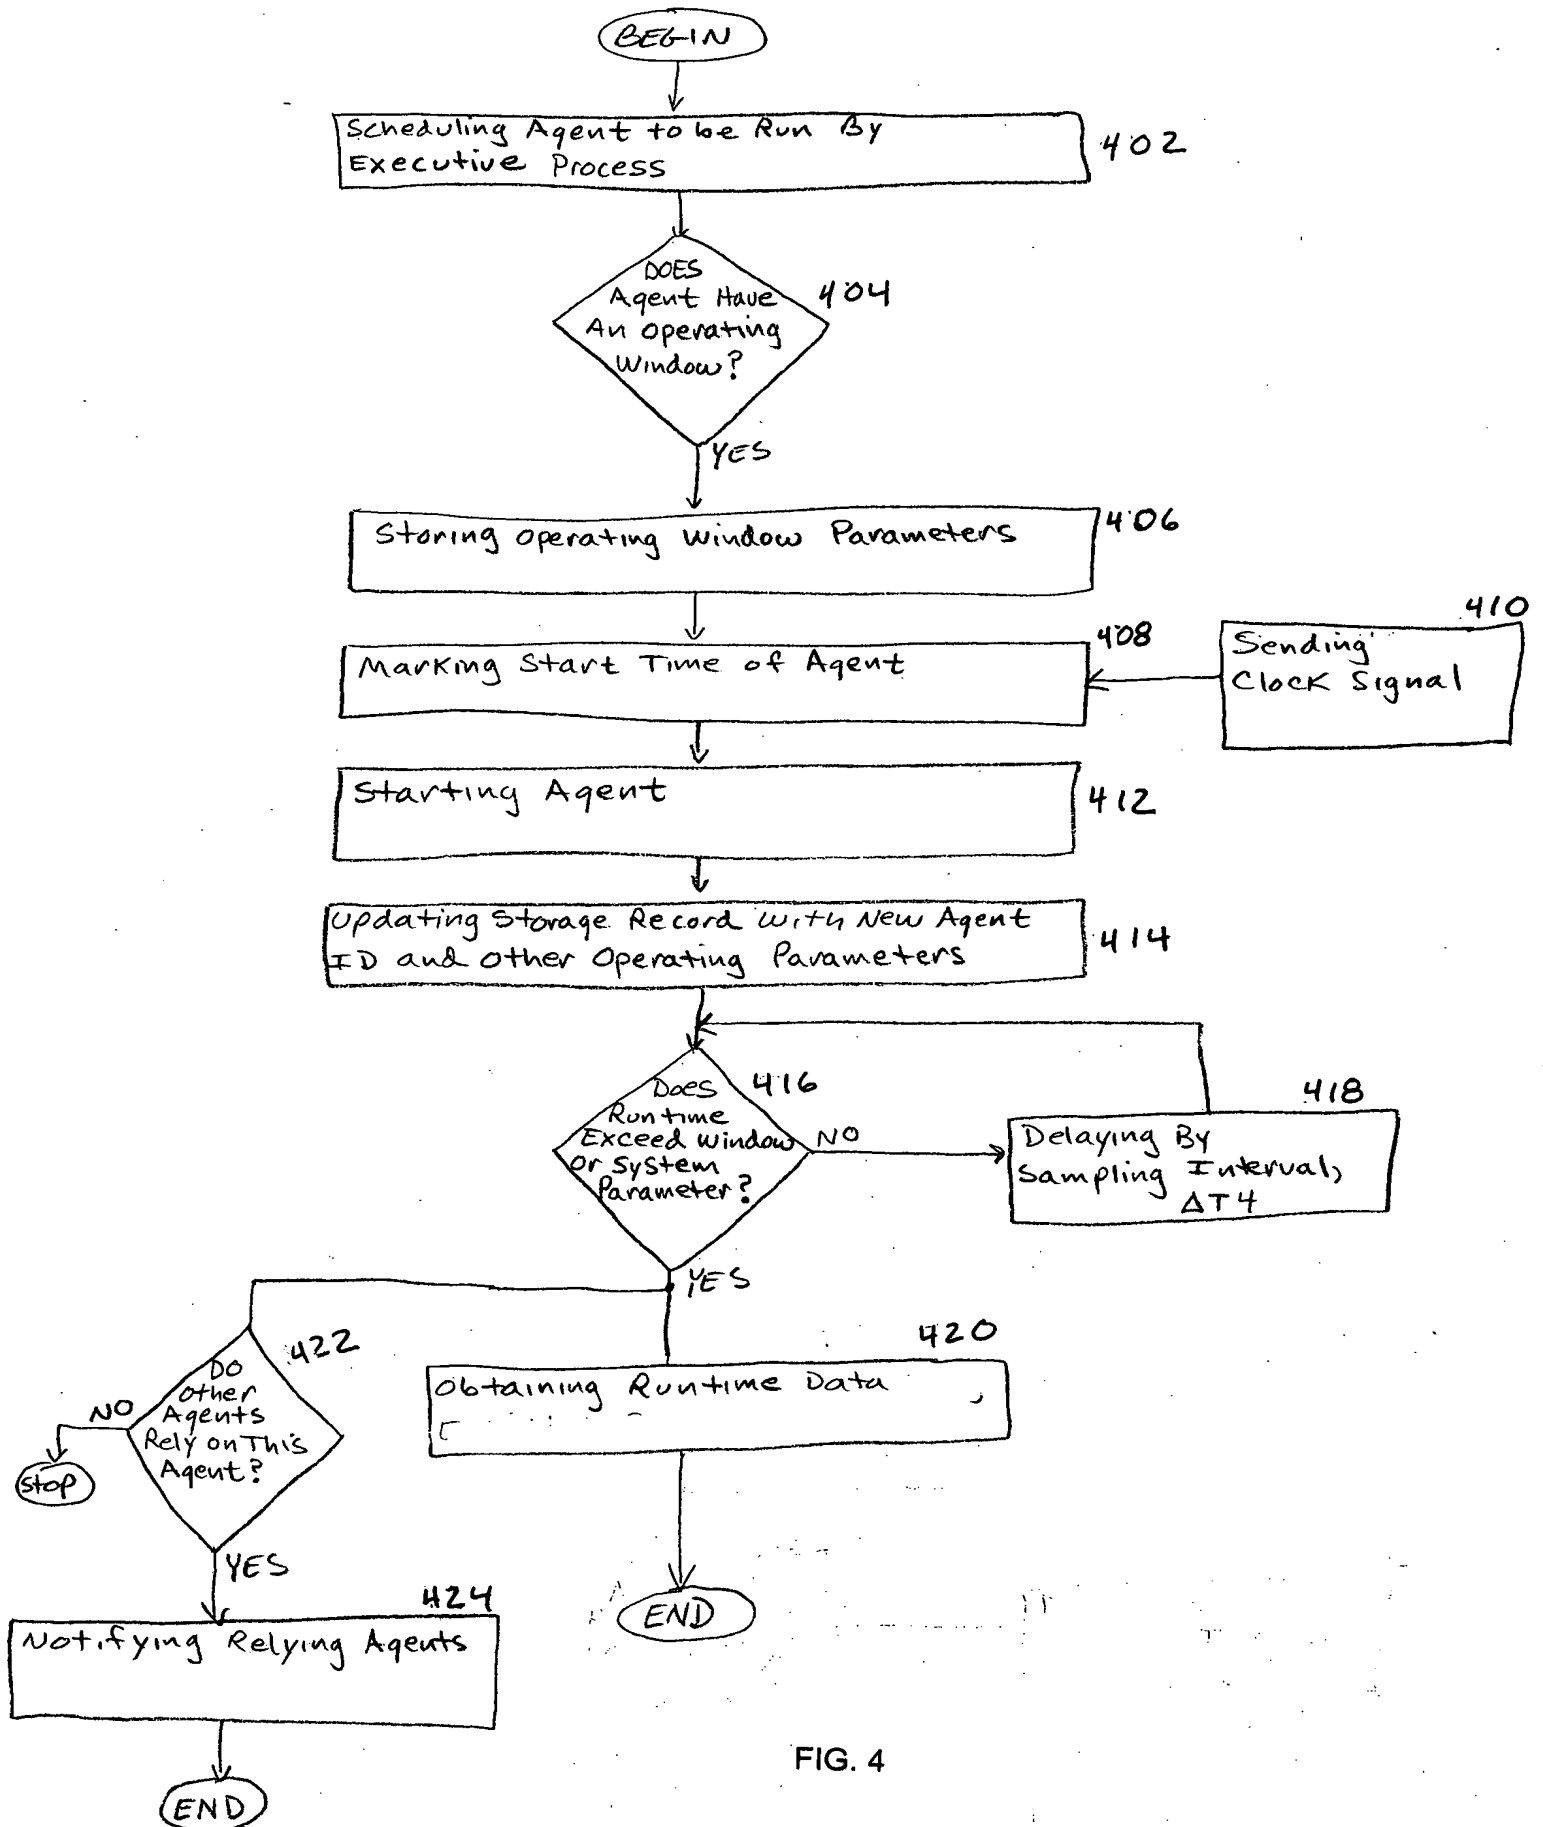 BEGIN
Scheduling Agent to be Run By
Executive Process
402
DOES
Agent Have
An Operating
Window?
404
YES
Storing Operating Window Parameters
406
Marking Start Time of Agent
408
410
Sending
Clock Signal
Starting Agent
412
Updating Storage Record with New Agent
ID and other Operating Parameters
414
Does
Runtime
Exceed Window
or System
Parameter?
416
NO
418
Delaying By
Sampling Interval,
ΔT4
YES
422
Do
Other
Agents
Rely on This
Agent?
NO
Stop
420
Obtaining Runtime Data
YES
END
424
Notifying Relying Agents
END
FIG. 4